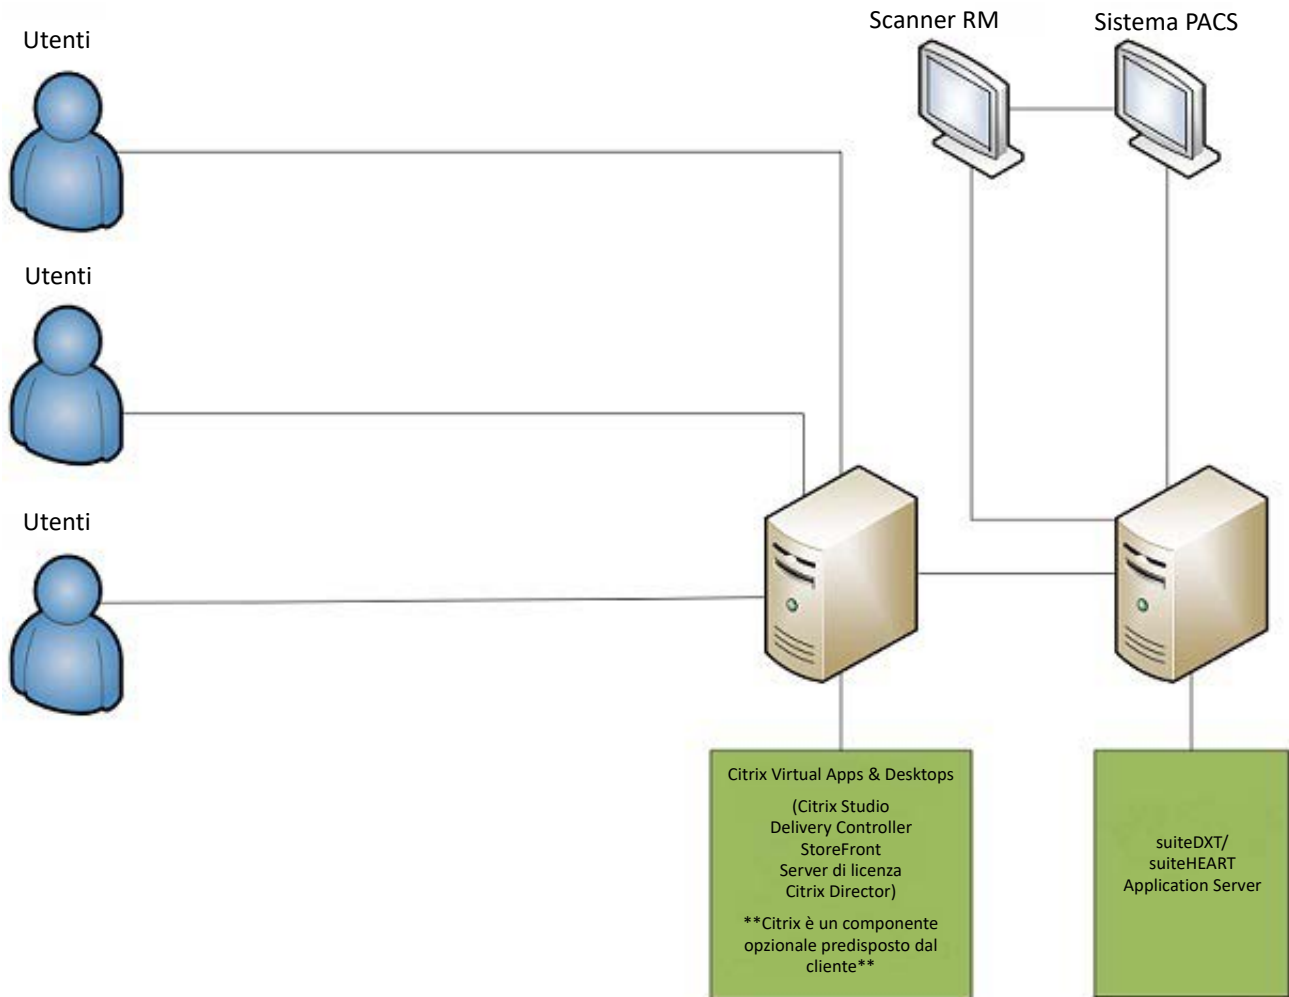 Utenti
Scanner RM
Sistema PACS
Utenti
Utenti
Citrix Virtual Apps & Desktops
(Citrix Studio
Delivery Controller
StoreFront
Server di licenza
Citrix Director)
**Citrix è un componente
opzionale predisposto dal
cliente**
suiteDXT/
suiteHEART
Application Server